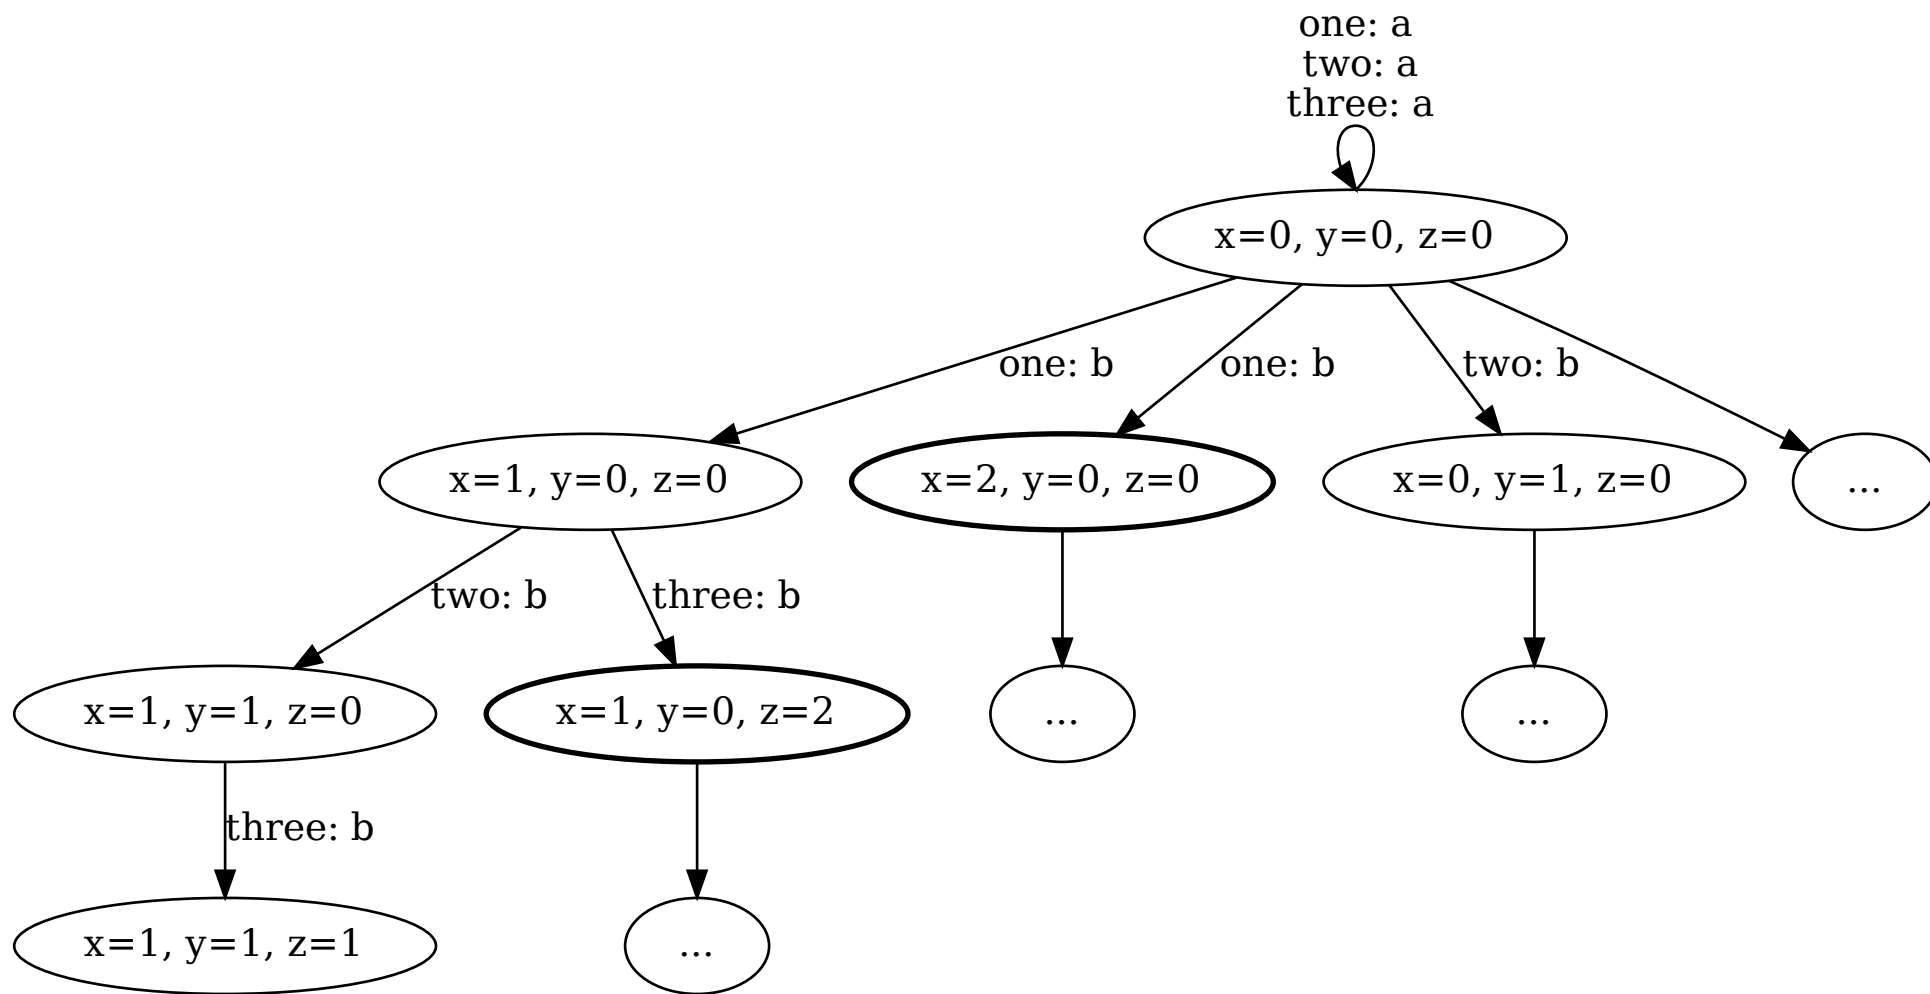 one: a
two: a
three: a
x=0, y=0, z=0
one: b
one: b
two: b
x=1, y=0, z=0
x=2, y=0, z=0
x=0, y=1, z=0
...
two: b
three: b
x=1, y=1, z=0
x=1, y=0, z=2
...
...
three: b
x=1, y=1, z=1
...